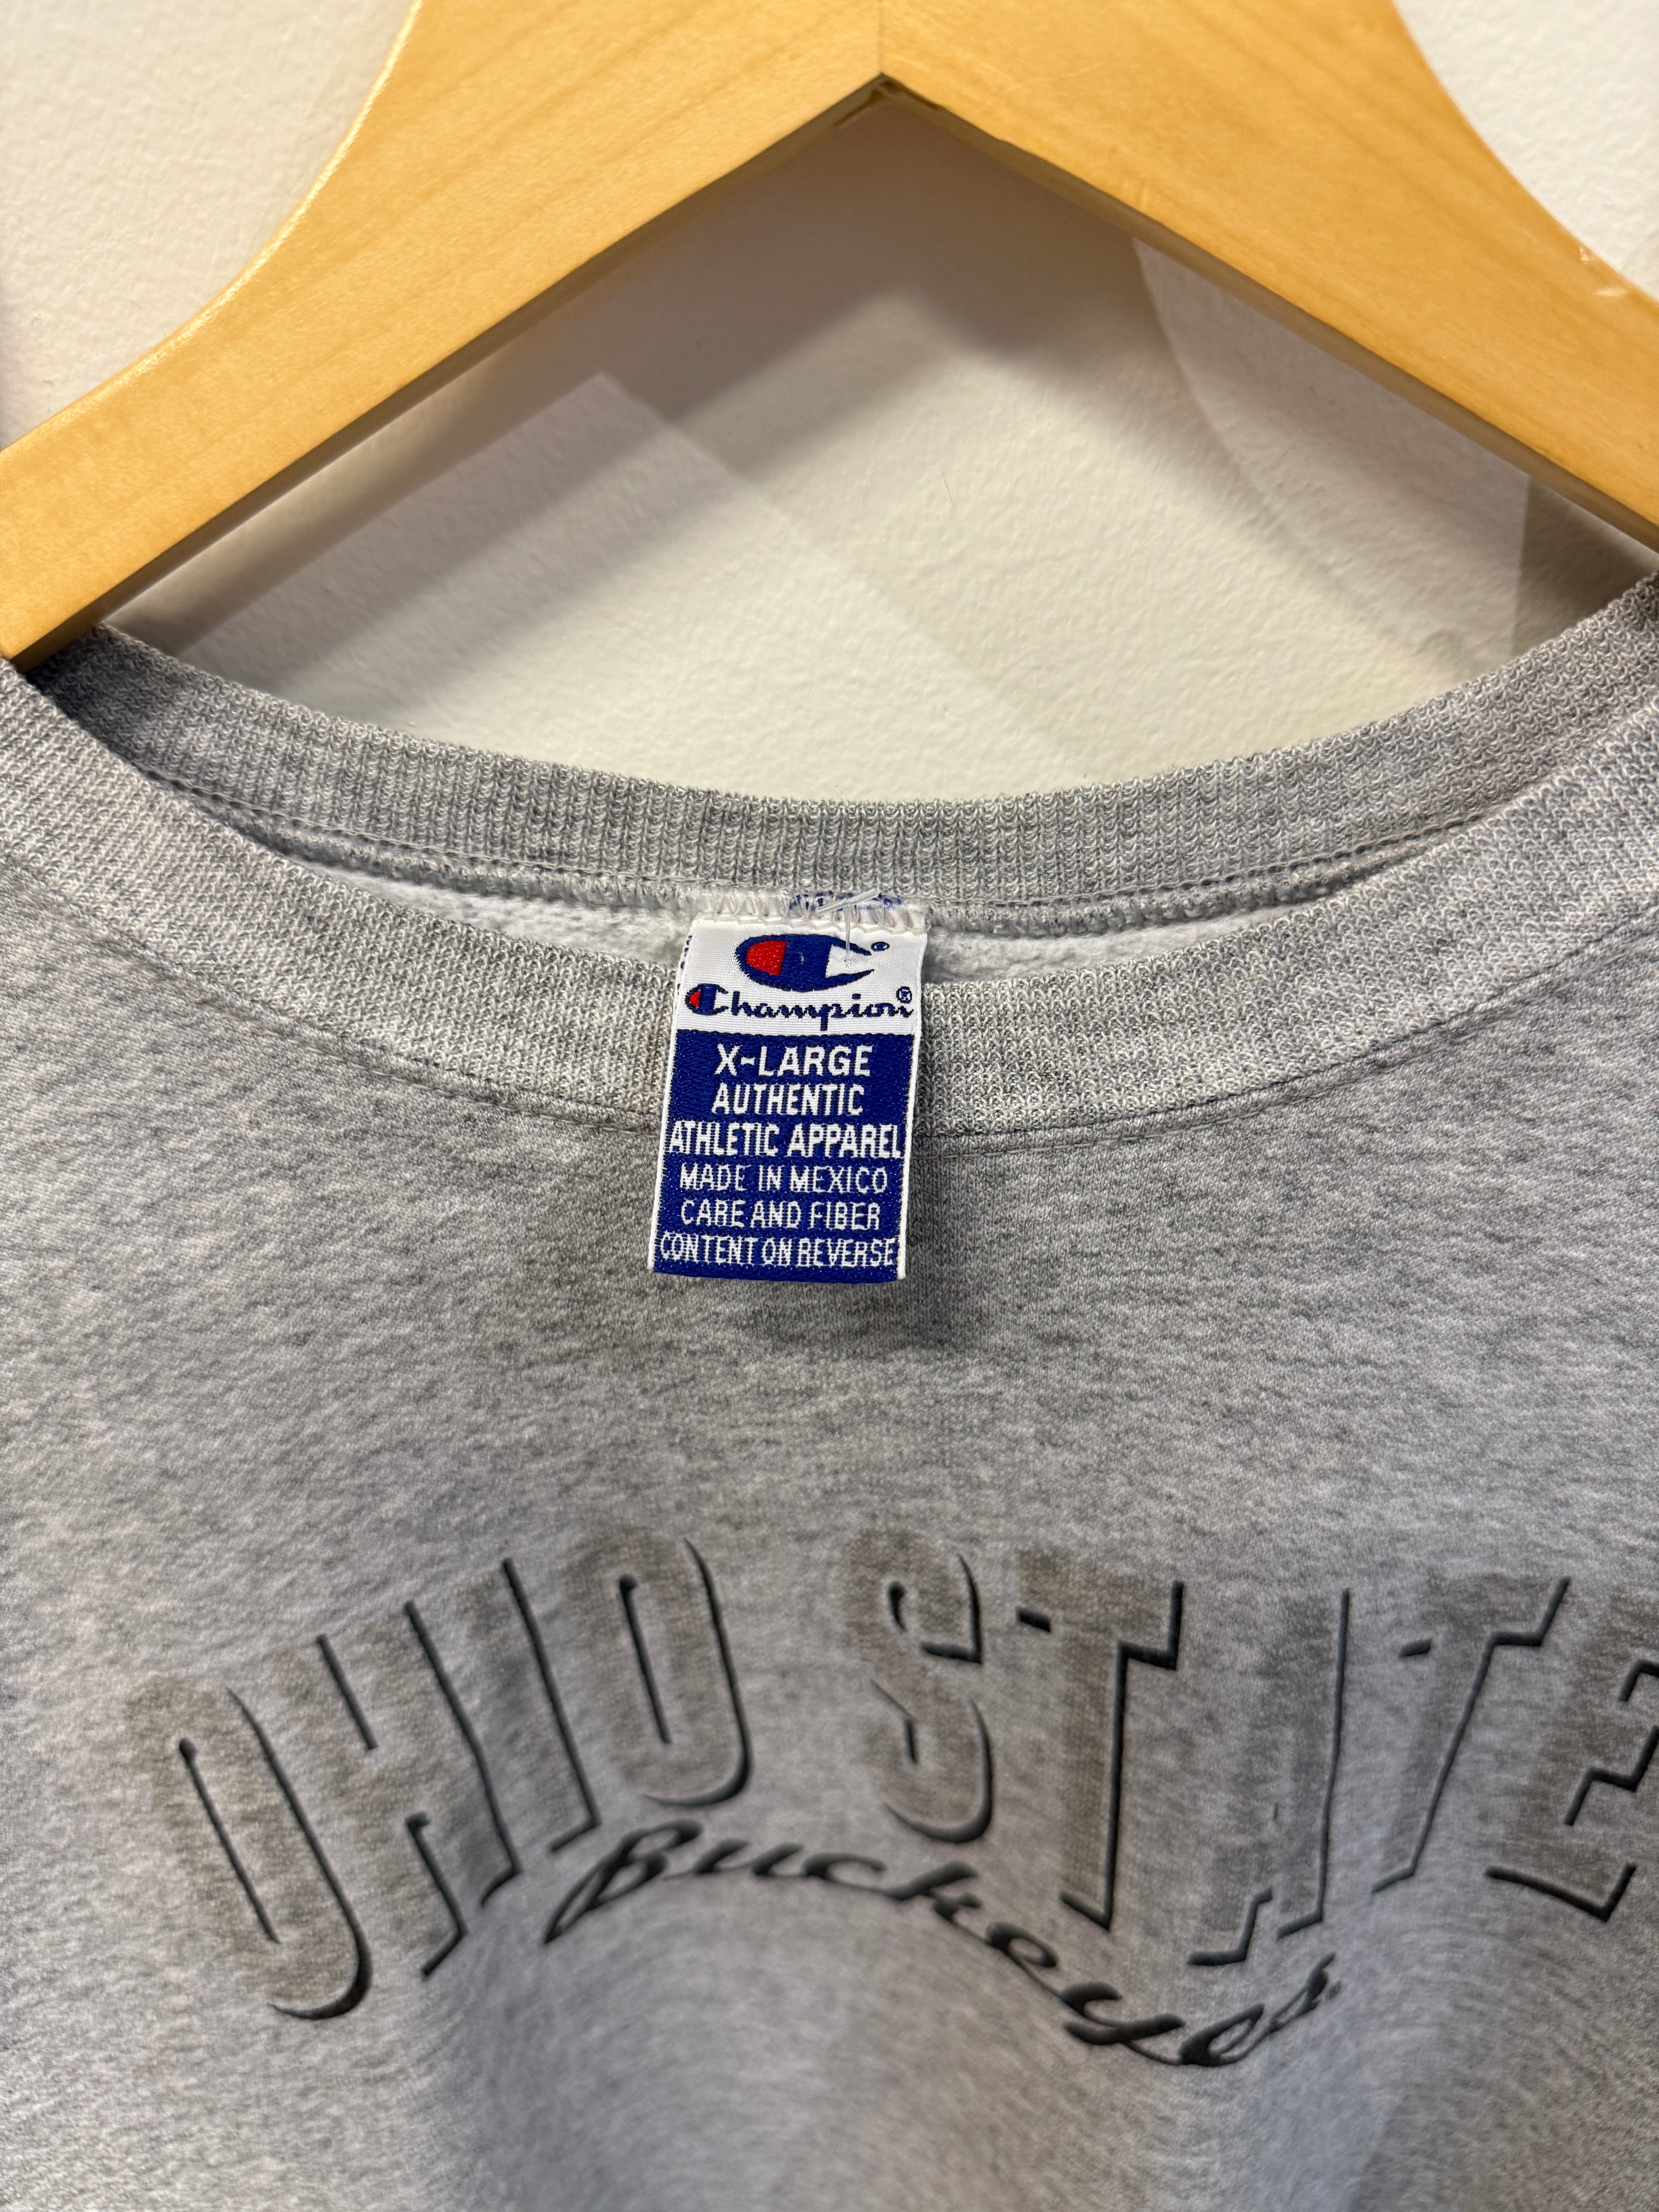 Champion®
X-LARGE
AUTHENTIC
ATHLETIC APPAREL
MADE IN MEXICO
CARE AND FIBER
CONTENT ON REVERSE
OHIO STATE
Buckeyes